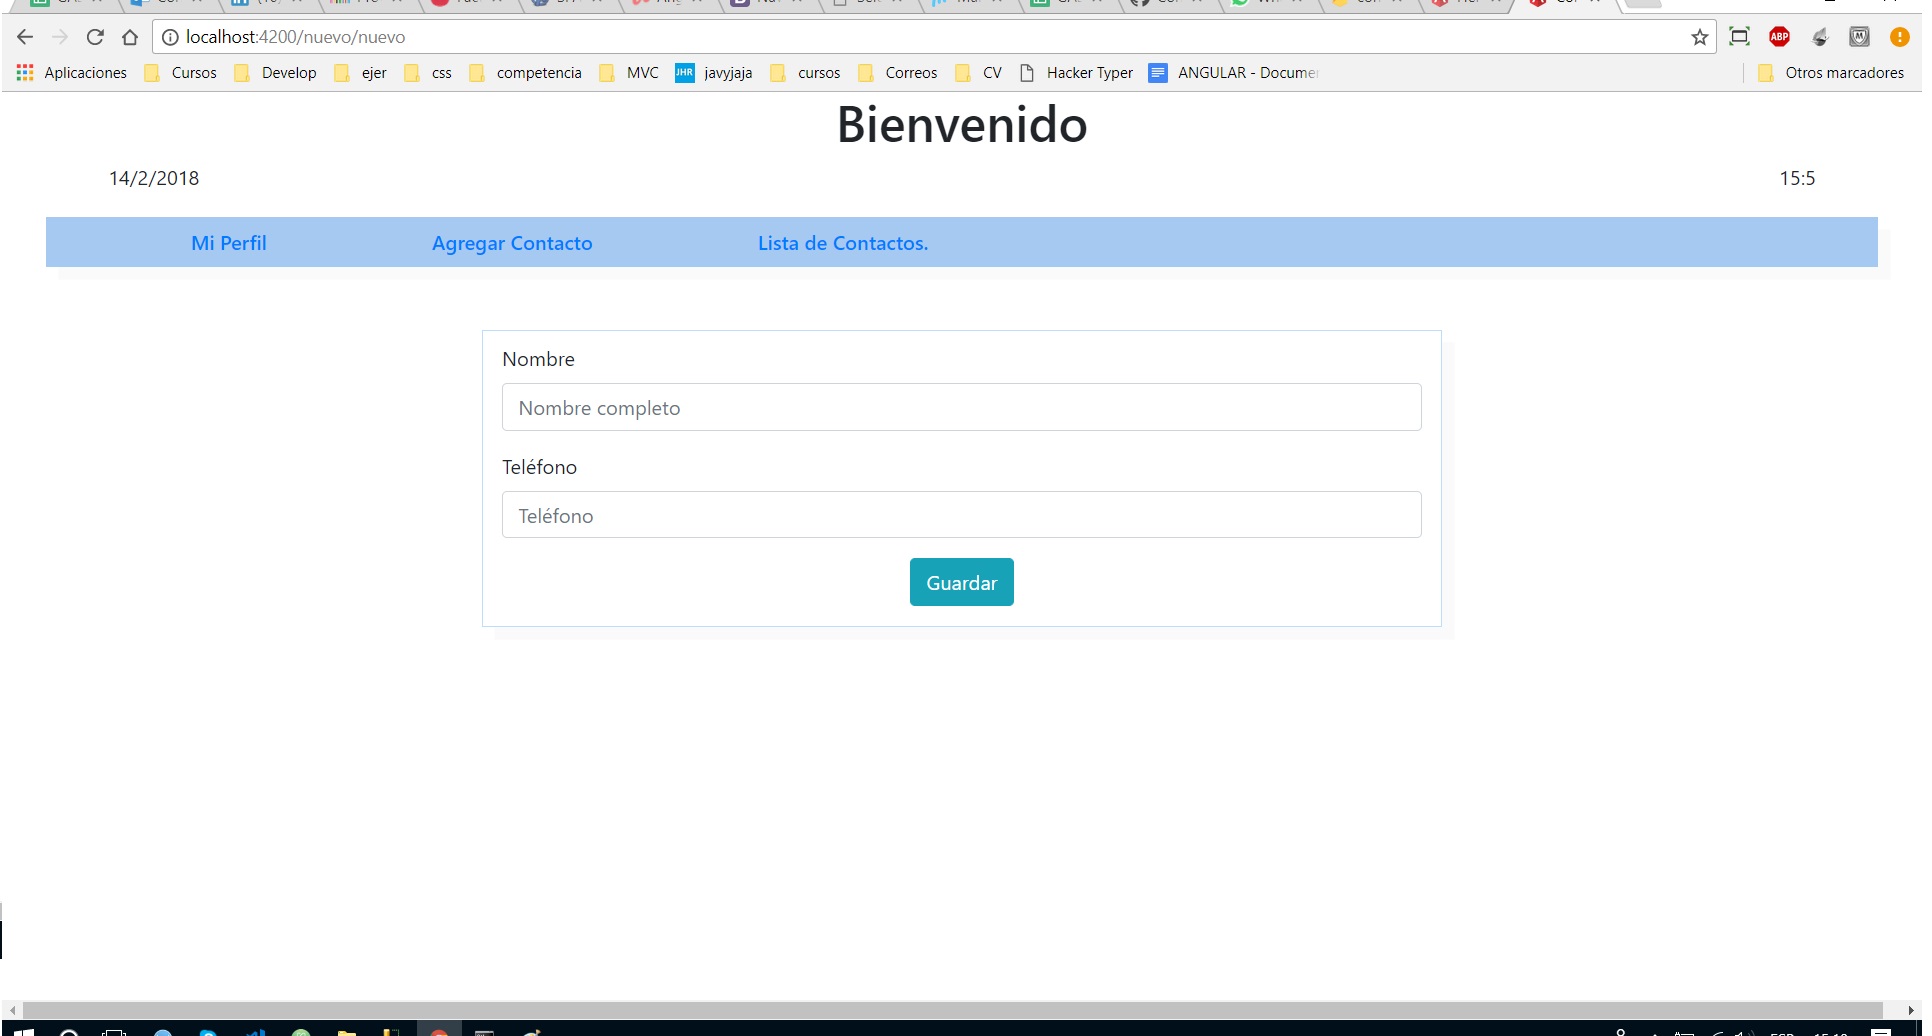 localhost:4200/nuevo/nuevo
ABP
Aplicaciones Cursos Develop ejer css competencia MVC JHR javyjaja cursos Correos CV Hacker Typer ANGULAR - Docume Otros marcadores
Bienvenido
14/2/2018 15:5
Mi Perfil Agregar Contacto Lista de Contactos.
Nombre
Nombre completo
Teléfono
Teléfono
Guardar